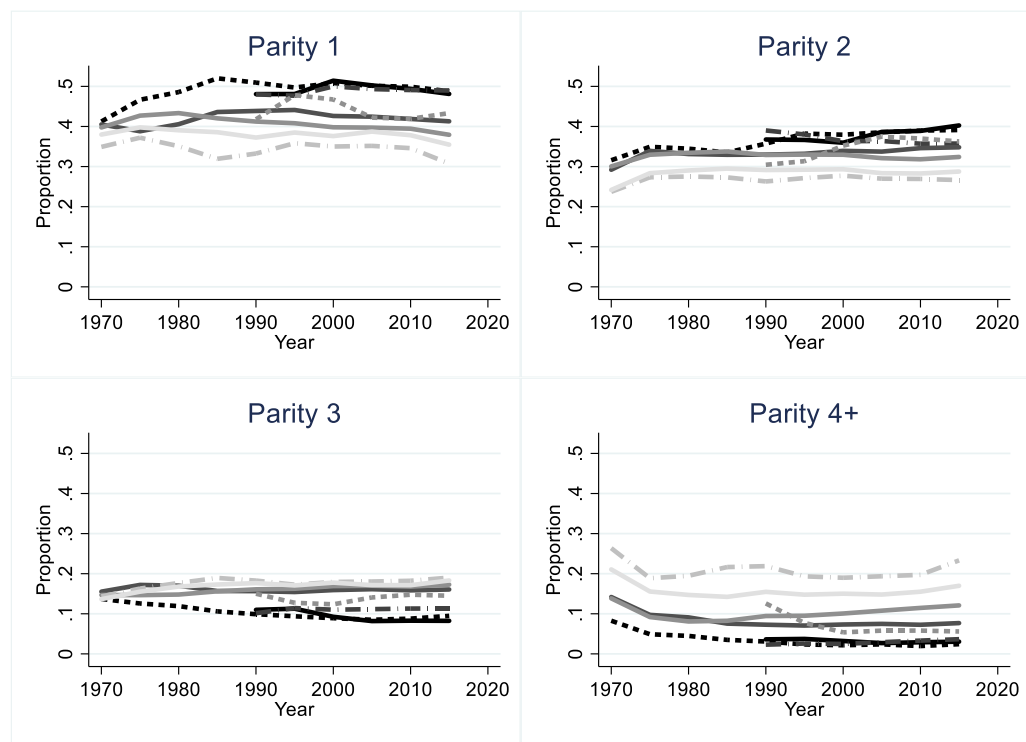 Parity 1
Proportion
0 .1 .2 .3 .4 .5
1970 1980 1990 2000 2010 2020
Year
Parity 2
Proportion
0 .1 .2 .3 .4 .5
1970 1980 1990 2000 2010 2020
Year
Parity 3
Proportion
0 .1 .2 .3 .4 .5
1970 1980 1990 2000 2010 2020
Year
Parity 4+
Proportion
0 .1 .2 .3 .4 .5
1970 1980 1990 2000 2010 2020
Year